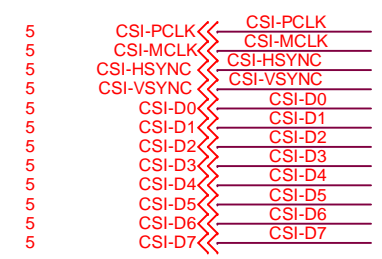 5 CSI-PCLK CSI-PCLK
5 CSI-MCLK CSI-MCLK
5 CSI-HSYNC CSI-HSYNC
5 CSI-VSYNC CSI-VSYNC
5 CSI-D0 CSI-D0
5 CSI-D1 CSI-D1
5 CSI-D2 CSI-D2
5 CSI-D3 CSI-D3
5 CSI-D4 CSI-D4
5 CSI-D5 CSI-D5
5 CSI-D6 CSI-D6
5 CSI-D7 CSI-D7